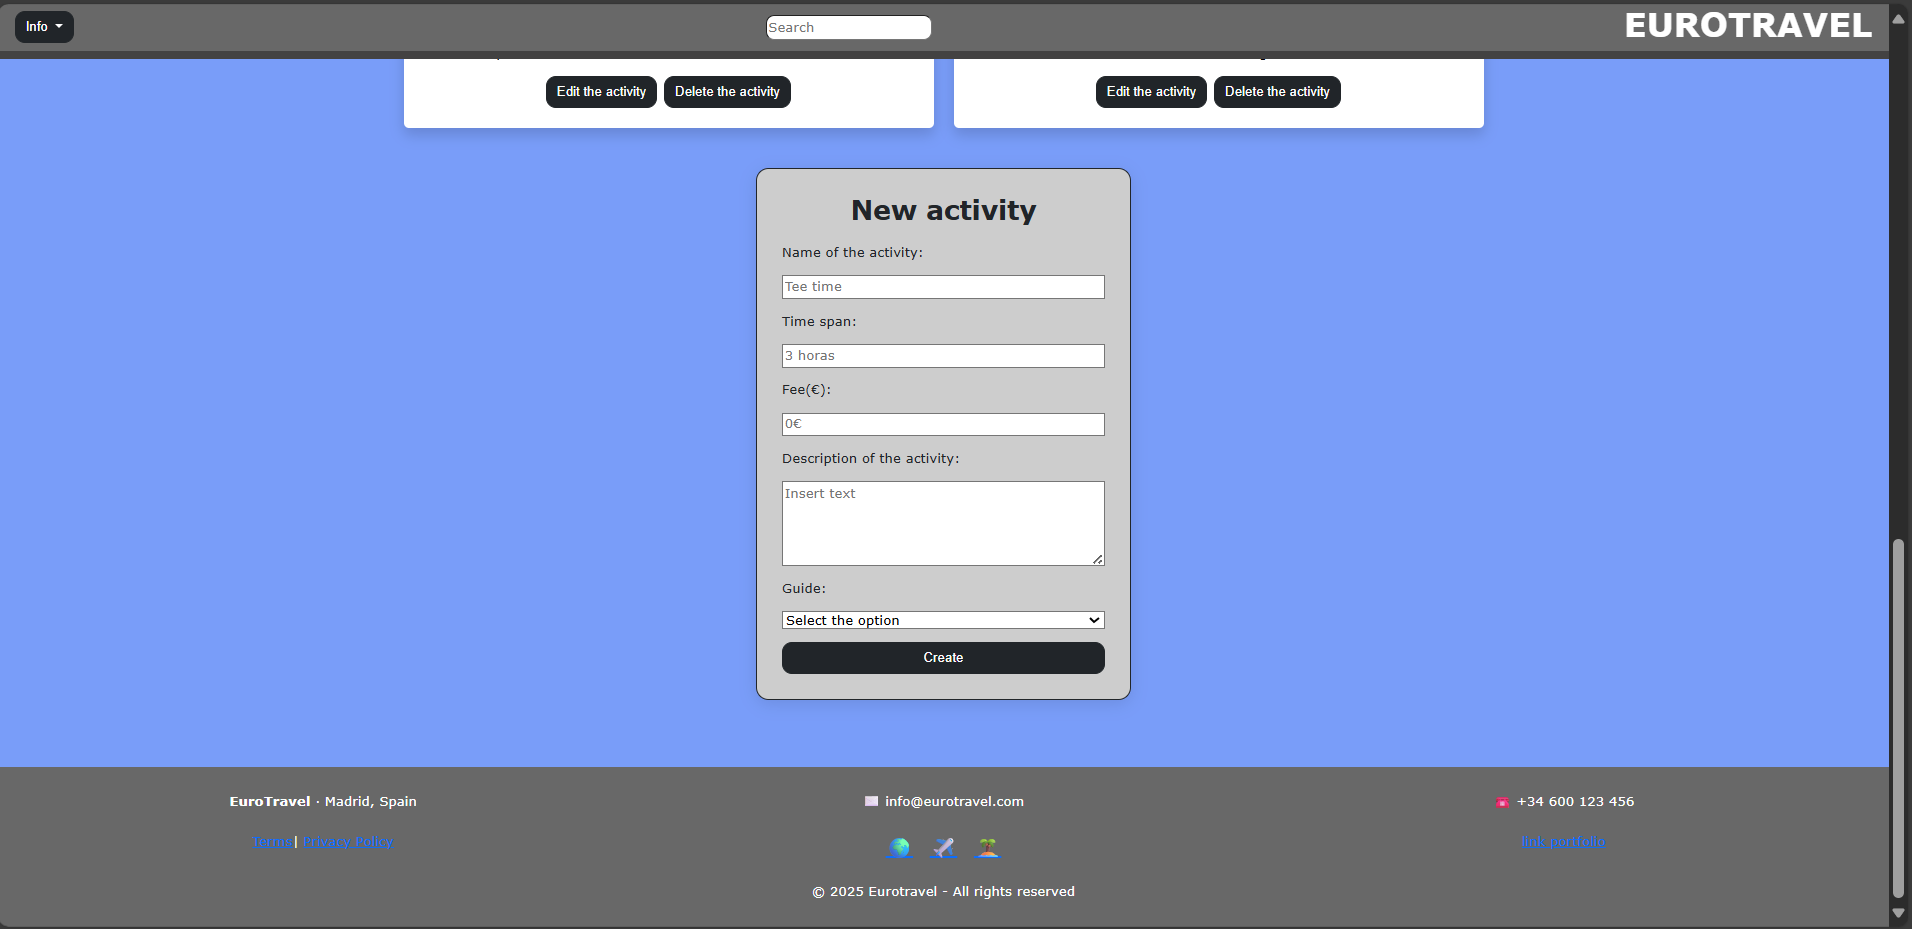 Info
Search
EUROTRAVEL
Edit the activity Delete the activity
Edit the activity Delete the activity
New activity
Name of the activity:
Tee time
Time span:
3 horas
Fee(€):
0€
Description of the activity:
Insert text
Guide:
Select the option
Create
EuroTravel · Madrid, Spain
info@eurotravel.com
+34 600 123 456
Terms | Privacy Policy
link portfolio
© 2025 Eurotravel - All rights reserved